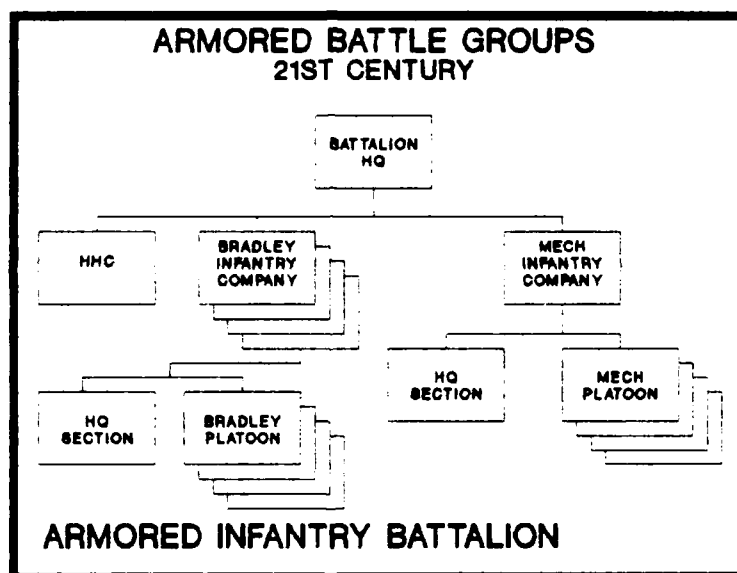 ARMORED BATTLE GROUPS
21ST CENTURY
BATTALION
HQ
HHC
BRADLEY
INFANTRY
COMPANY
MECH
INFANTRY
COMPANY
HQ
SECTION
BRADLEY
PLATOON
HQ
SECTION
MECH
PLATOON
ARMORED INFANTRY BATTALION